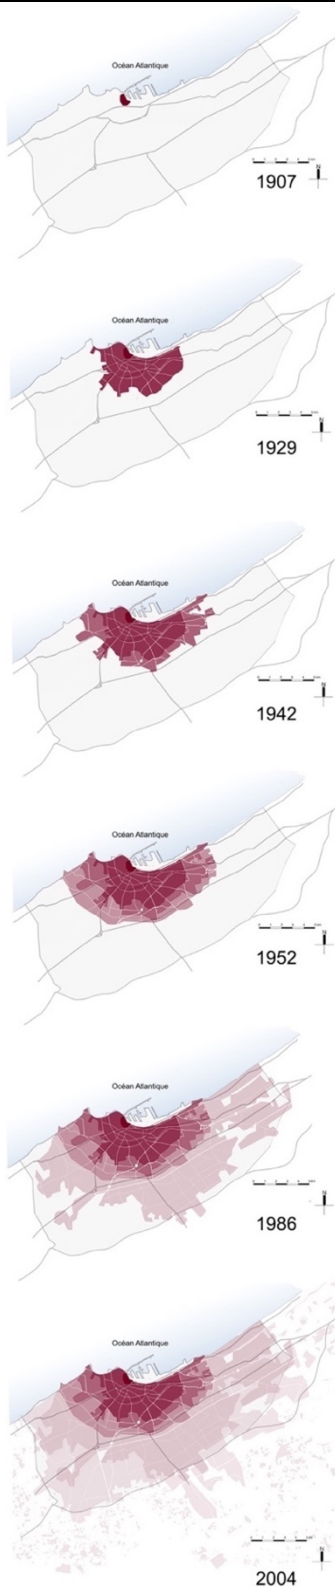 Océan Atlantique
N
1907
Océan Atlantique
N
1929
Océan Atlantique
N
1942
Océan Atlantique
N
1952
Océan Atlantique
N
1986
Océan Atlantique
N
2004